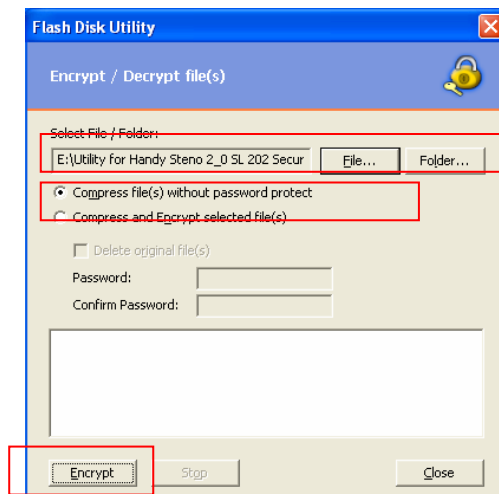 Flash Disk Utility
Encrypt / Decrypt file(s)
Select File / Folder:
E:\Utility for Handy Steno 2_0 SL 202 Secur File... Folder...
Compress file(s) without password protect
Compress and Encrypt selected file(s)
Delete original file(s)
Password:
Confirm Password:
Encrypt Stop Close